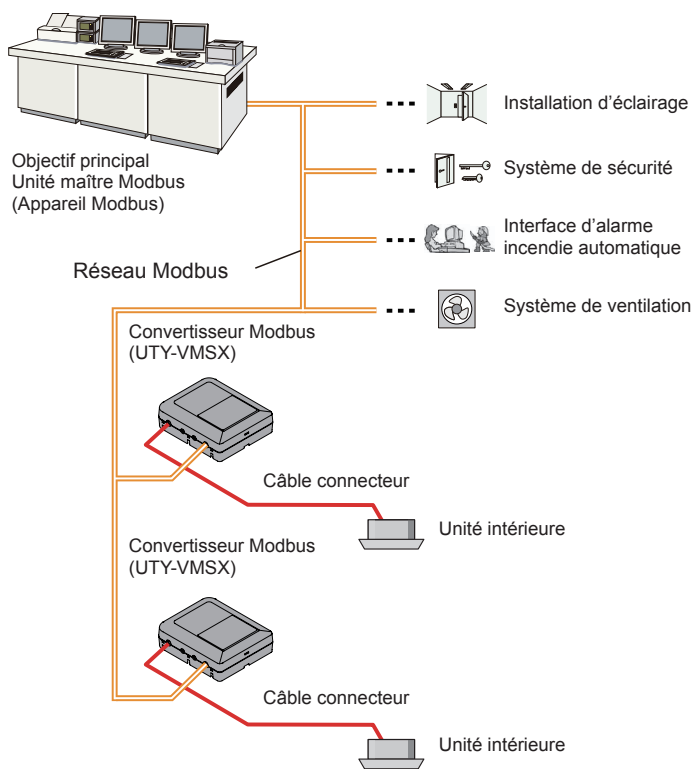 Installation d'éclairage
Objectif principal
Unité maître Modbus
(Appareil Modbus)
Système de sécurité
Interface d'alarme
incendie automatique
Réseau Modbus
Système de ventilation
Convertisseur Modbus
(UTY-VMSX)
Câble connecteur
Unité intérieure
Convertisseur Modbus
(UTY-VMSX)
Câble connecteur
Unité intérieure